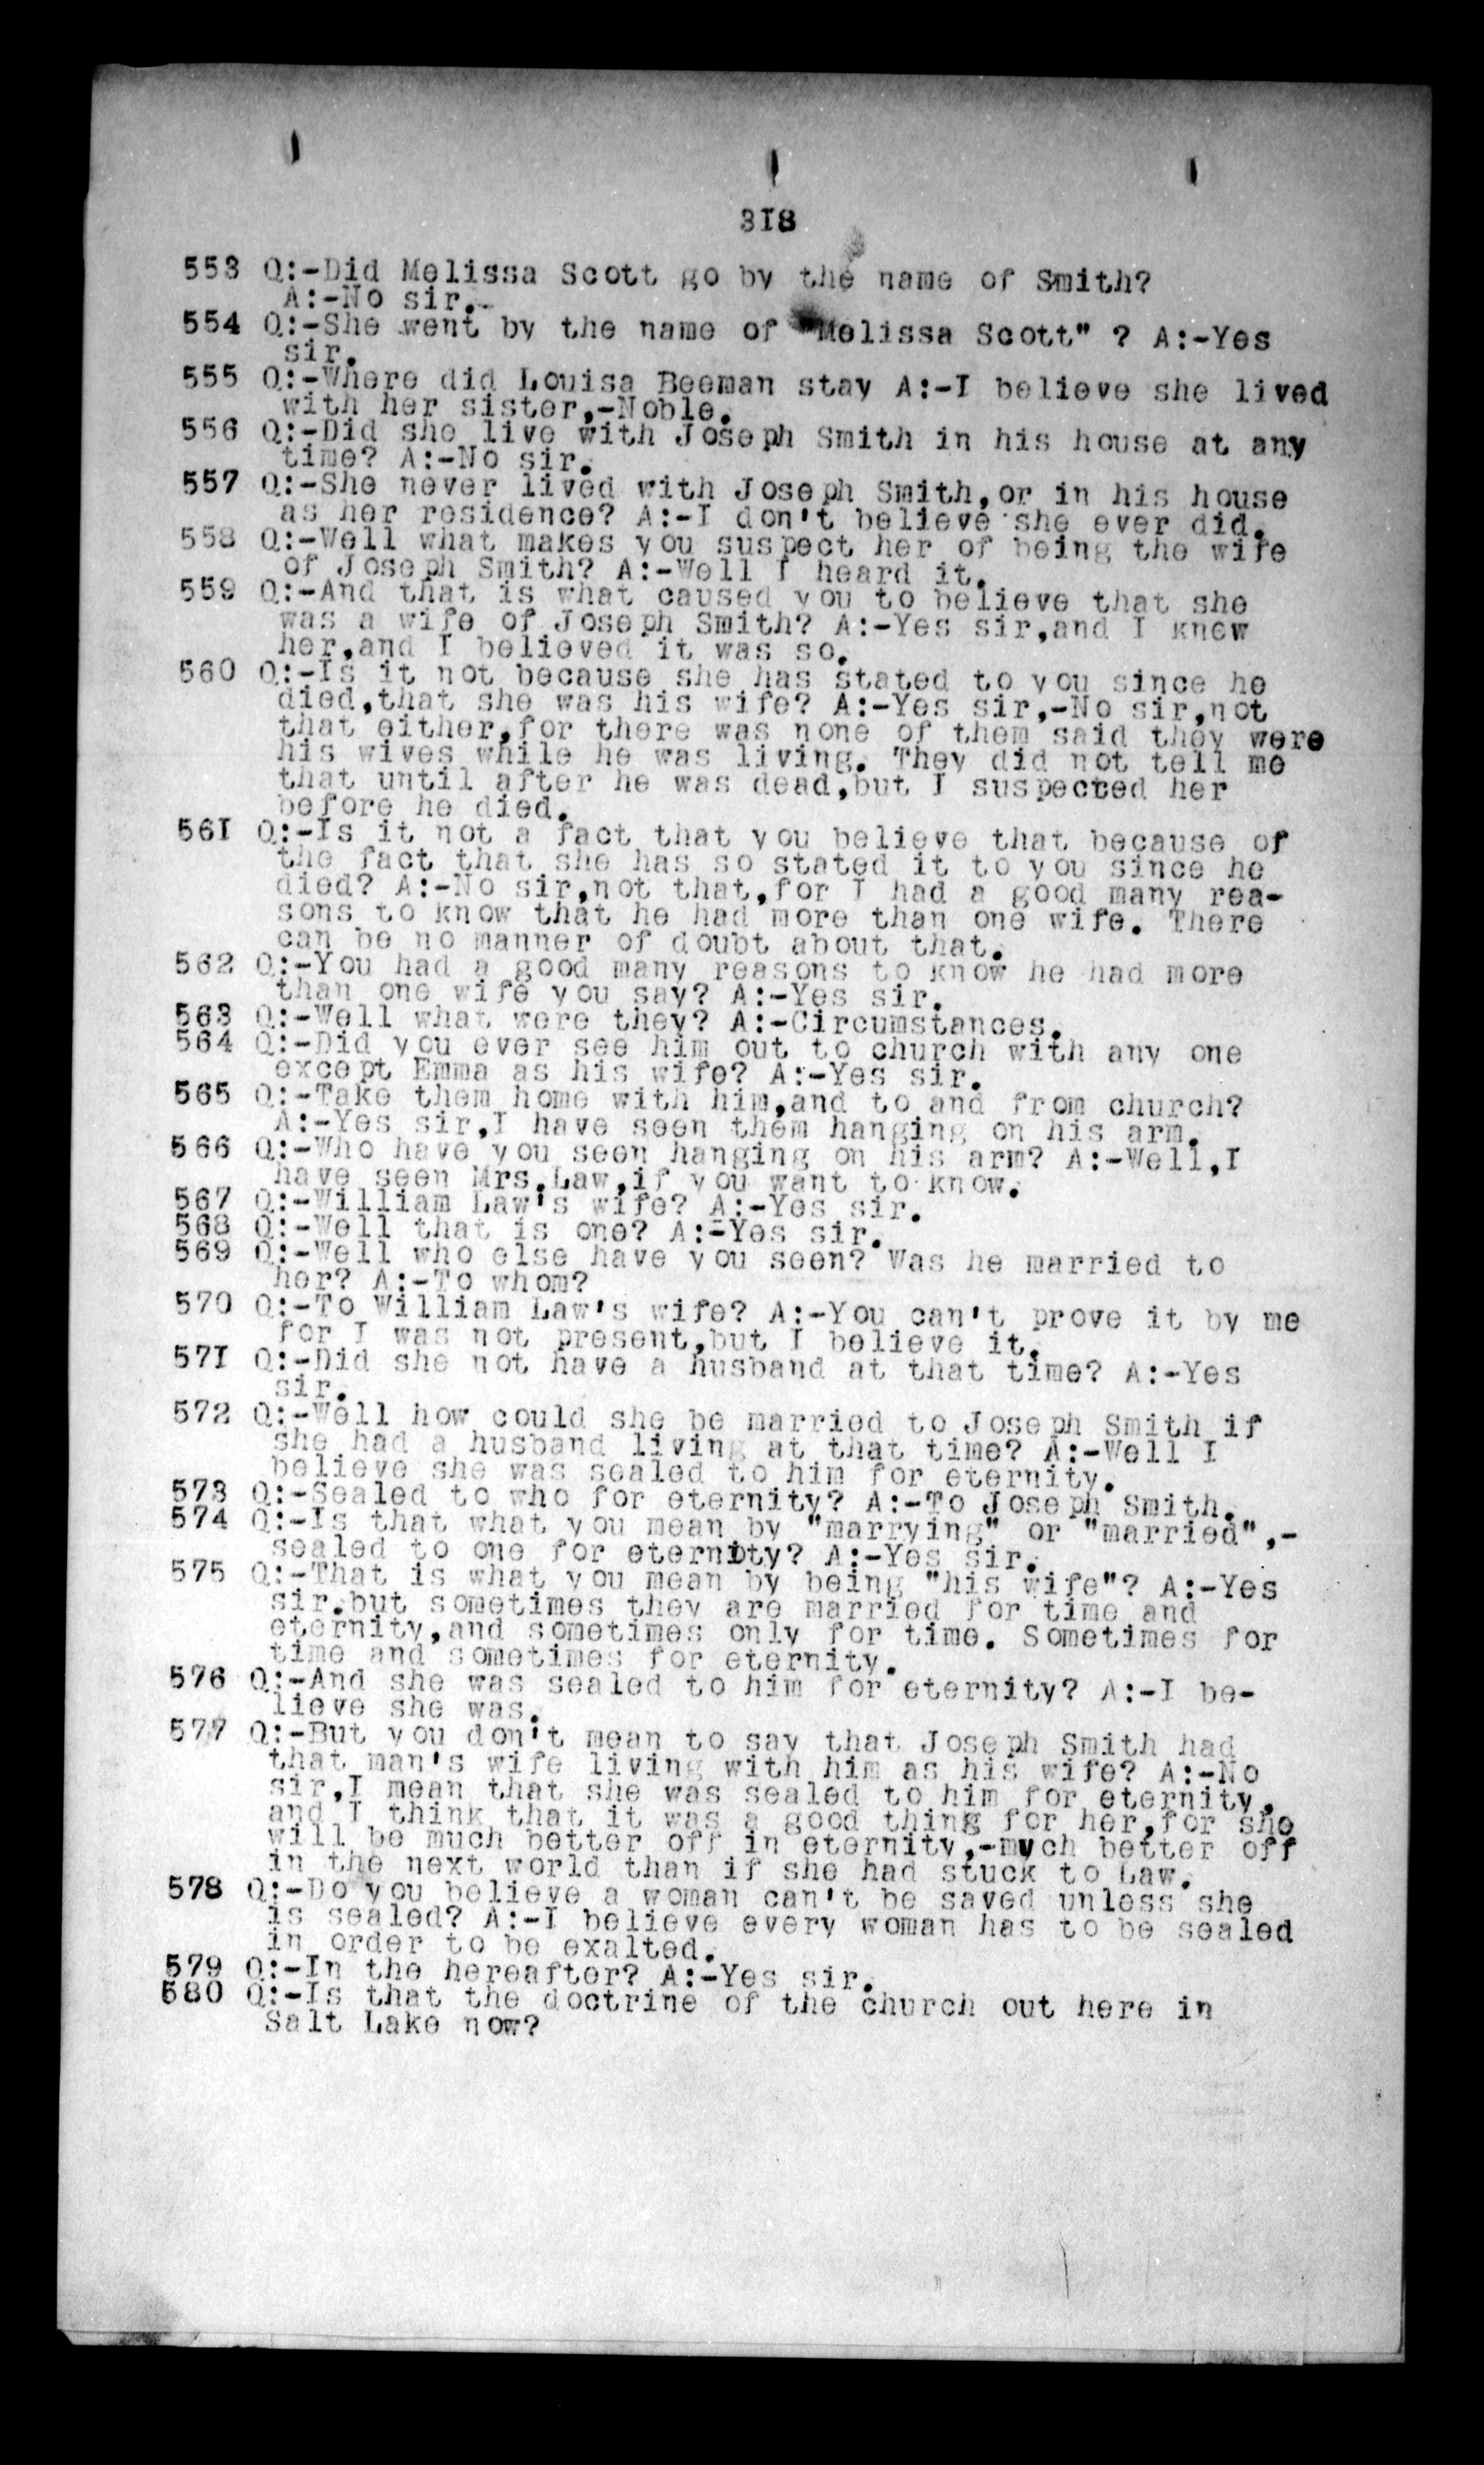 318
553 Q:-Did Melissa Scott go by the name of Smith?
A:-No sir.-
554 Q:-She went by the name of "Melissa Scott" ? A:-Yes
sir.
555 Q:-Where did Louisa Beeman stay A:-I believe she lived
with her sister,-Noble.
556 Q:-Did she live with Joseph Smith in his house at any
time? A:-No sir.
557 Q:-She never lived with Joseph Smith,or in his house
as her residence? A:-I don't believe she ever did.
558 Q:-Well what makes you suspect her of being the wife
of Joseph Smith? A:-Well I heard it.
559 Q:-And that is what caused you to believe that she
was a wife of Joseph Smith? A:-Yes sir,and I knew
her,and I believed it was so.
560 Q:-Is it not because she has stated to you since he
died,that she was his wife? A:-Yes sir,-No sir,not
that either,for there was none of them said they were
his wives while he was living. They did not tell me
that until after he was dead,but I suspected her
before he died.
561 Q:-Is it not a fact that you believe that because of
the fact that she has so stated it to you since he
died? A:-No sir,not that,for I had a good many rea-
sons to know that he had more than one wife. There
can be no manner of doubt about that.
562 Q:-You had a good many reasons to know he had more
than one wife you say? A:-Yes sir.
563 Q:-Well what were they? A:-Circumstances.
564 Q:-Did you ever see him out to church with any one
except Emma as his wife? A:-Yes sir.
565 Q:-Take them home with him,and to and from church?
A:-Yes sir,I have seen them hanging on his arm.
566 Q:-Who have you seen hanging on his arm? A:-Well,I
have seen Mrs.Law,if you want to know.
567 Q:-William Law's wife? A:-Yes sir.
568 Q:-Well that is one? A:-Yes sir.
569 Q:-Well who else have you seen? Was he married to
her? A:-To whom?
570 Q:-To William Law's wife? A:-You can't prove it by me
for I was not present,but I believe it.
571 Q:-Did she not have a husband at that time? A:-Yes
sir.
572 Q:-Well how could she be married to Joseph Smith if
she had a husband living at that time? A:-Well I
believe she was sealed to him for eternity.
573 Q:-Sealed to who for eternity? A:-To Joseph Smith.
574 Q:-Is that what you mean by "marrying" or "married",-
sealed to one for eternity? A:-Yes sir.
575 Q:-That is what you mean by being "his wife"? A:-Yes
sir.but sometimes they are married for time and
eternity,and sometimes only for time. Sometimes for
time and sometimes for eternity.
576 Q:-And she was sealed to him for eternity? A:-I be-
lieve she was.
577 Q:-But you don't mean to say that Joseph Smith had
that man's wife living with him as his wife? A:-No
sir,I mean that she was sealed to him for eternity,
and I think that it was a good thing for her,for she
will be much better off in eternity,-much better off
in the next world than if she had stuck to Law.
578 Q:-Do you believe a woman can't be saved unless she
is sealed? A:-I believe every woman has to be sealed
in order to be exalted.
579 Q:-In the hereafter? A:-Yes sir.
580 Q:-Is that the doctrine of the church out here in
Salt Lake now?